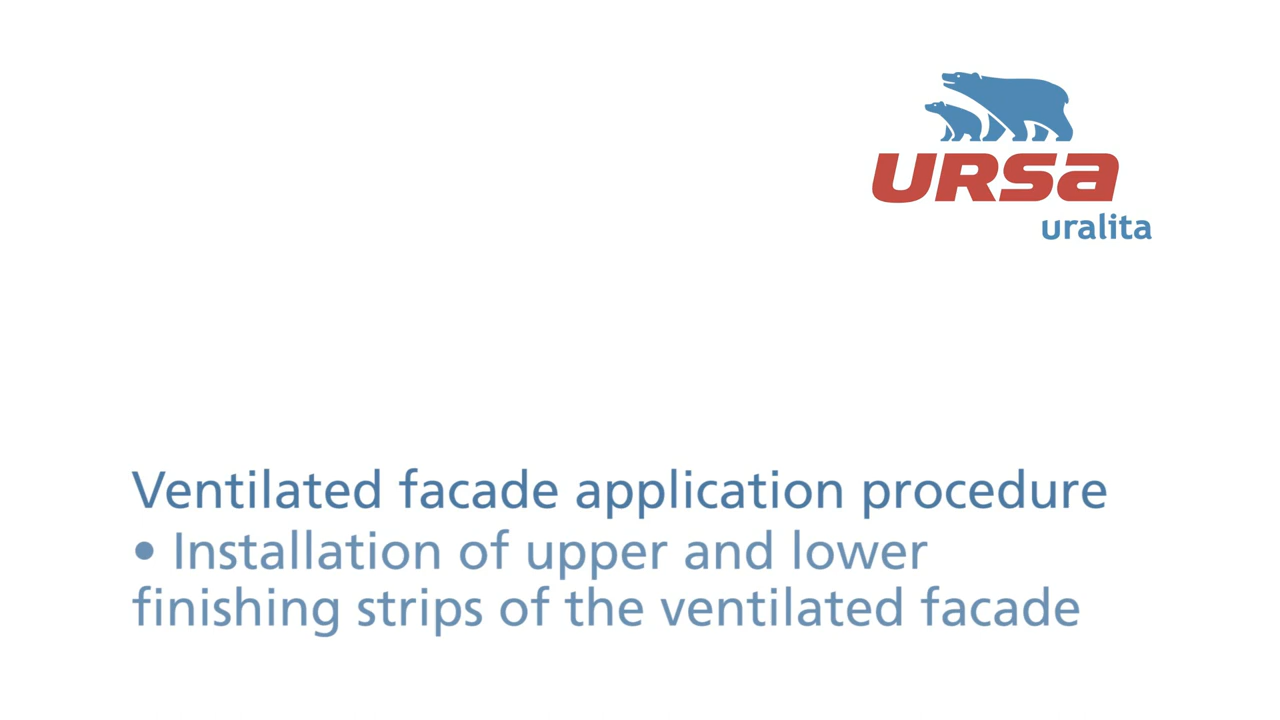 URSA
uralita
Ventilated facade application procedure
• Installation of upper and lower
finishing strips of the ventilated facade